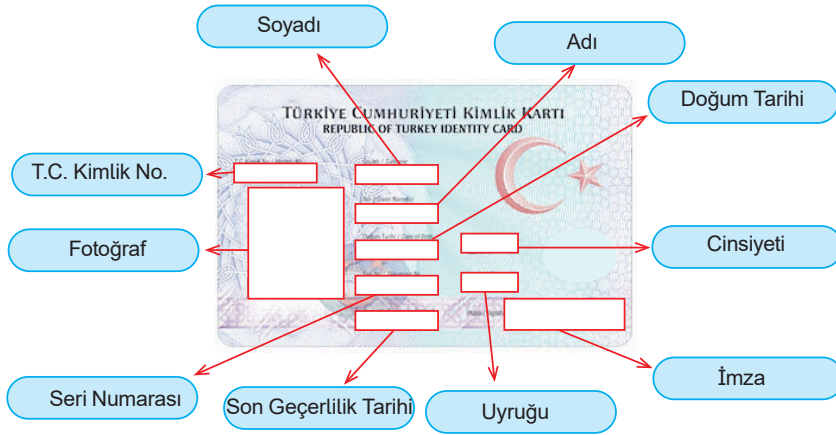 Soyadı
Adı
Doğum Tarihi
TÜRKİYE CUMHURİYETİ KİMLİK KARTI
REPUBLIC OF TURKEY IDENTITY CARD
T.C. Kimlik No.
Fotoğraf
Cinsiyeti
Seri Numarası
Son Geçerlilik Tarihi
Uyruğu
İmza